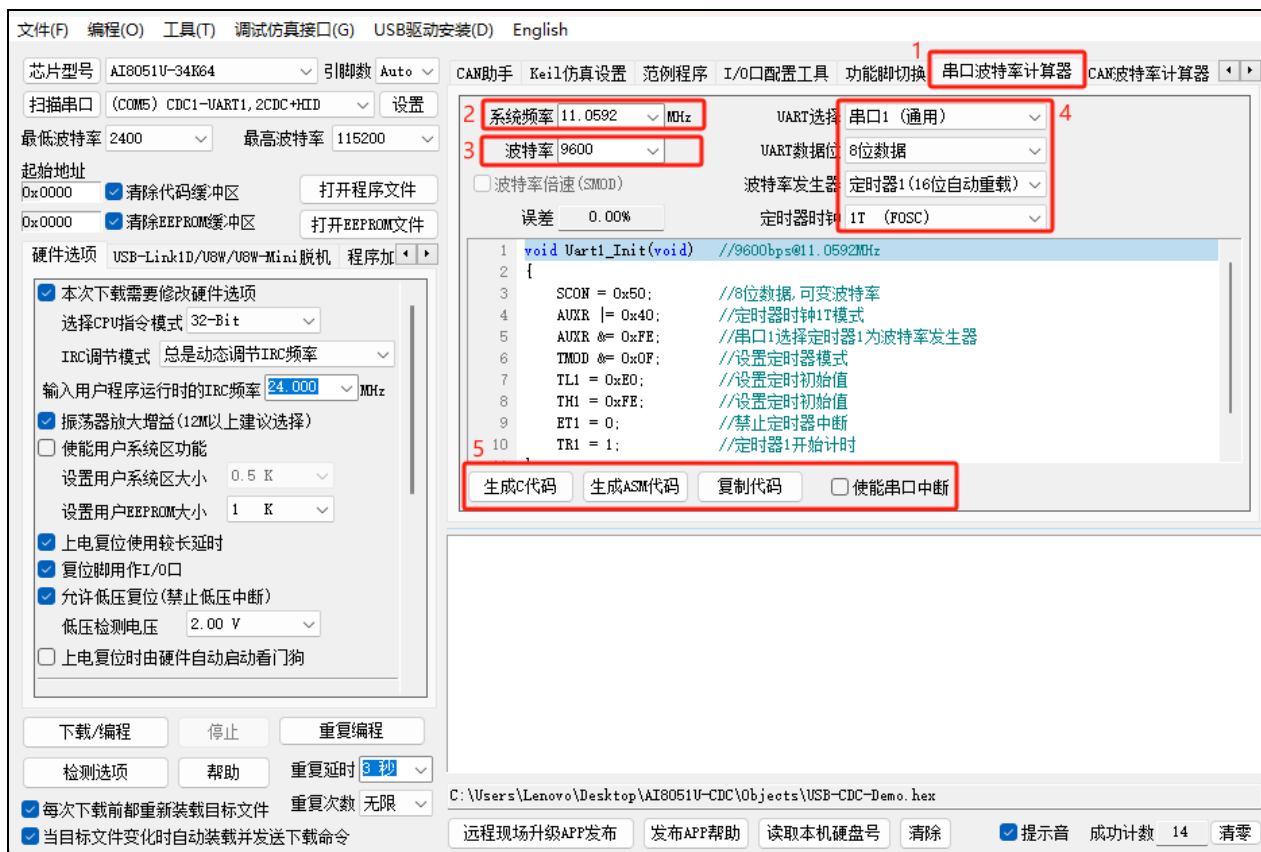 文件(F) 编程(O) 工具(T) 调试仿真接口(G) USB驱动安装(D) English
芯片型号 AI8051U-34K64 引脚数 Auto
扫描串口 (COM5) CDC1-UART1,2CDC+HID 设置
最低波特率 2400 最高波特率 115200
起始地址
0x0000 清除代码缓冲区 打开程序文件
0x0000 清除EEPROM缓冲区 打开EEPROM文件
硬件选项 USB-Link1D/U8W/U8W-Mini脱机 程序加
本次下载需要修改硬件选项
选择CPU指令模式 32-Bit
IRC调节模式 总是动态调节IRC频率
输入用户程序运行时的IRC频率 24.000 MHz
振荡器放大增益(12M以上建议选择)
使能用户系统区功能
设置用户系统区大小 0.5 K
设置用户EEPROM大小 1 K
上电复位使用较长延时
复位脚用作I/O口
允许低压复位(禁止低压中断)
低压检测电压 2.00 V
上电复位时由硬件自动启动看门狗
下载/编程 停止 重复编程
检测选项 帮助 重复延时 3 秒
每次下载前都重新装载目标文件 重复次数 无限
当目标文件变化时自动装载并发送下载命令
1
CAN助手 Keil仿真设置 范例程序 I/O口配置工具 功能脚切换 串口波特率计算器 CAN波特率计算器
2 系统频率 11.0592 MHz UART选择 串口1 (通用) 4
3 波特率 9600 UART数据位 8位数据
波特率倍速(SMOD) 波特率发生器 定时器1(16位自动重载)
误差 0.00% 定时器时钟 1T (FOSC)
1 void Uart1_Init(void) //9600bps@11.0592MHz
2 {
3 SCON = 0x50; //8位数据,可变波特率
4 AUXR |= 0x40; //定时器时钟1T模式
5 AUXR &= 0xFE; //串口1选择定时器1为波特率发生器
6 TMOD &= 0x0F; //设置定时器模式
7 TL1 = 0xE0; //设置定时初始值
8 TH1 = 0xFE; //设置定时初始值
9 ET1 = 0; //禁止定时器中断
10 TR1 = 1; //定时器1开始计时
5
生成C代码 生成ASM代码 复制代码 使能串口中断
C:\Users\Lenovo\Desktop\AI8051U-CDC\Objects\USB-CDC-Demo.hex
远程现场升级APP发布 发布APP帮助 读取本机硬盘号 清除 提示音 成功计数 14 清零